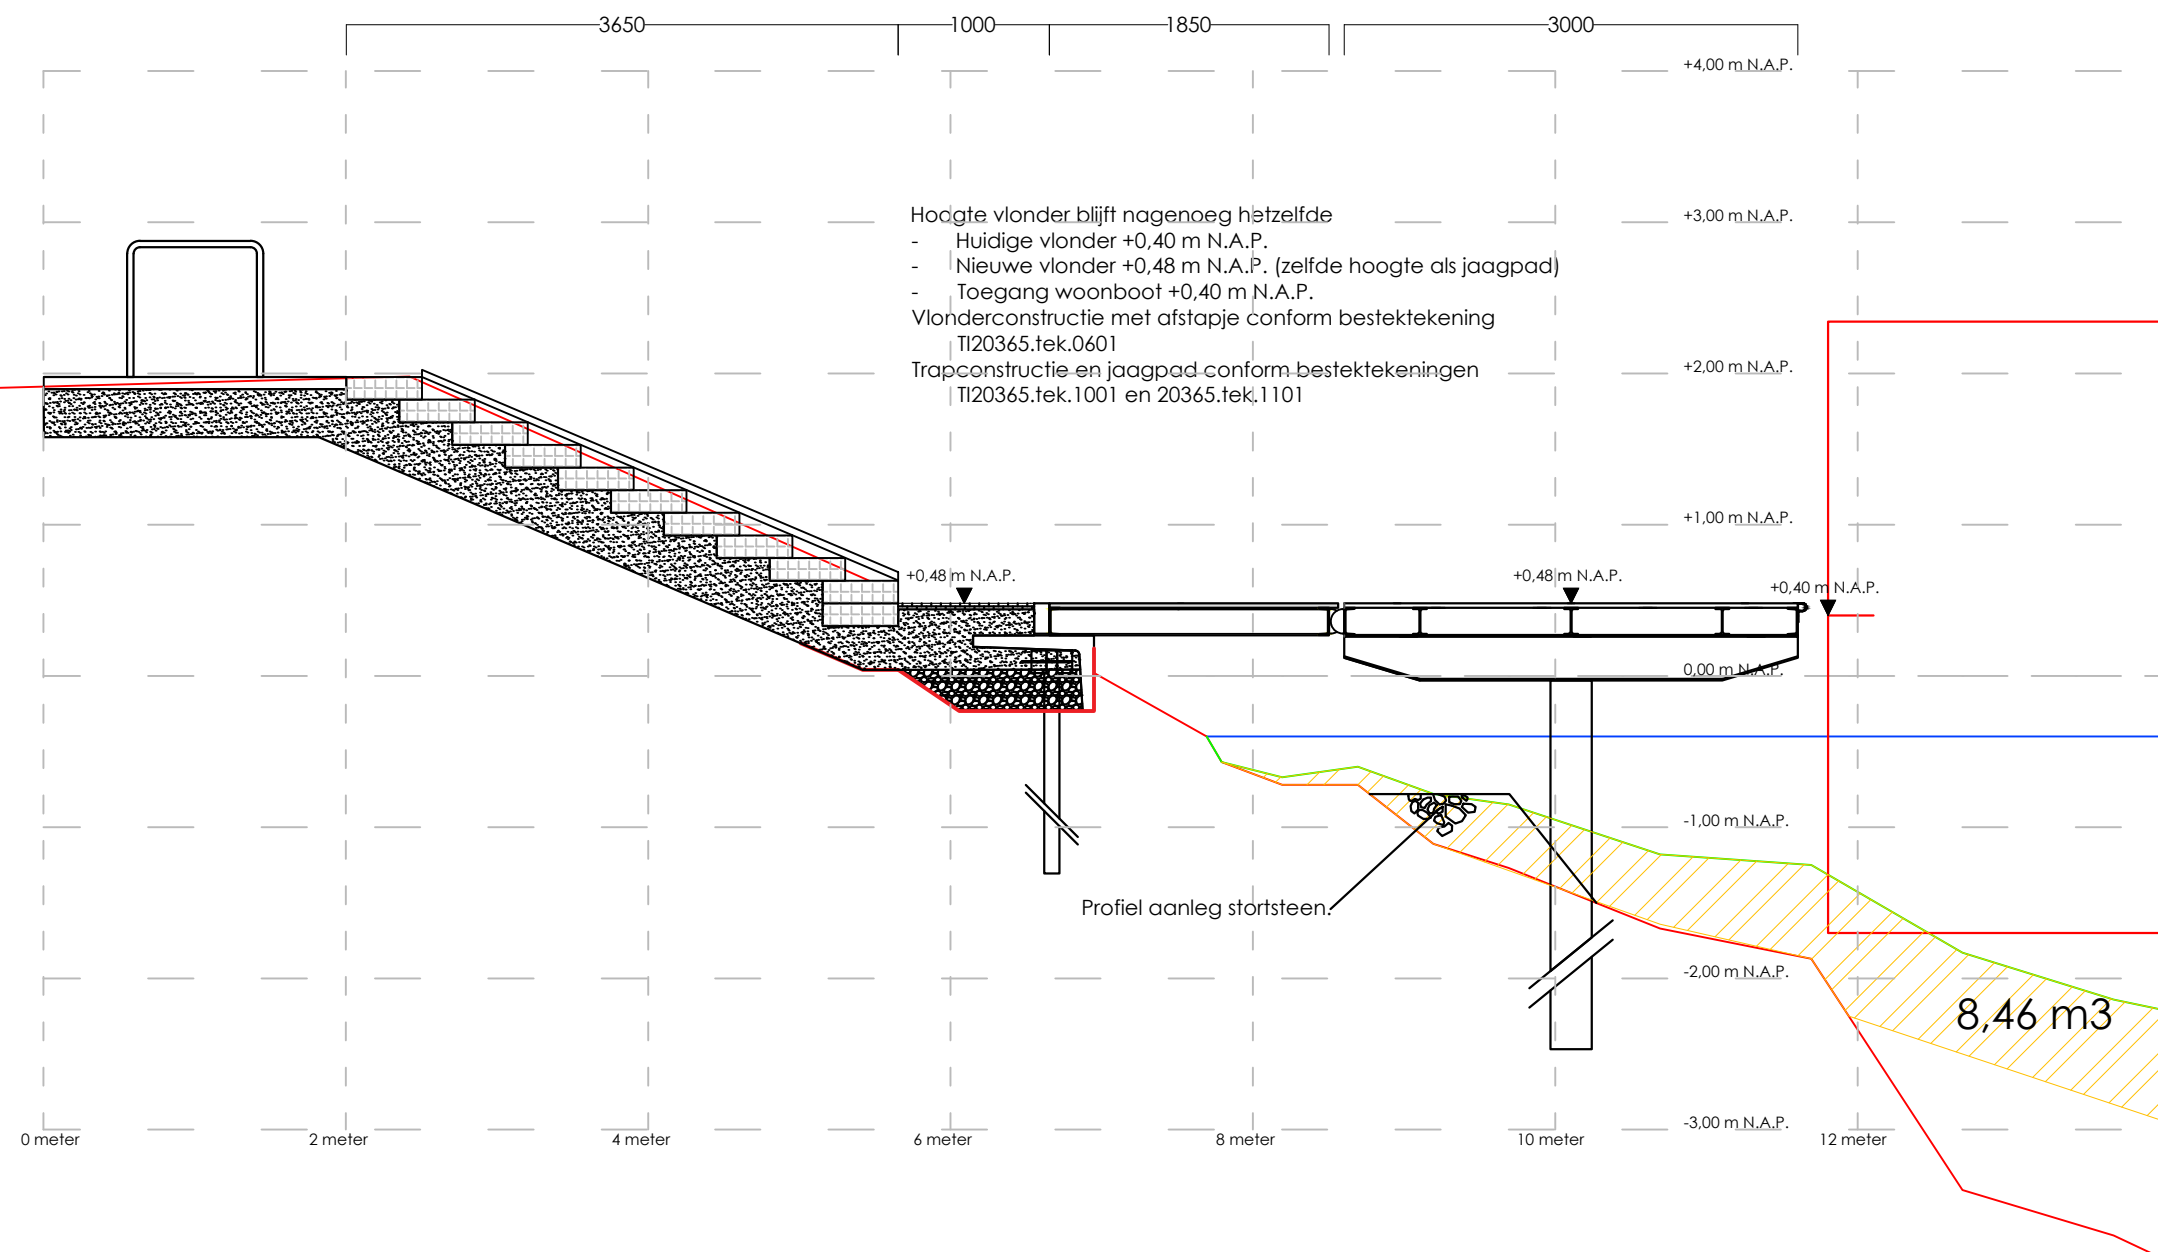 3650 1000 1850 3000
+4,00 m N.A.P.
Hoogte vlonder blijft nagenoeg hetzelfde
+3,00 m N.A.P.
- Huidige vlonder +0,40 m N.A.P.
- Nieuwe vlonder +0,48 m N.A.P. (zelfde hoogte als jaagpad)
- Toegang woonboot +0,40 m N.A.P.
Vlonderconstructie met afstapje conform bestektekening
TI20365.tek.0601
+2,00 m N.A.P.
Trapconstructie en jaagpad conform bestektekeningen
TI20365.tek.1001 en 20365.tek.1101
+1,00 m N.A.P.
+0,48 m N.A.P.
+0,48 m N.A.P.
+0,40 m N.A.P.
0,00 m N.A.P.
-1,00 m N.A.P.
Profiel aanleg stortsteen.
-2,00 m N.A.P.
8,46 m3
-3,00 m N.A.P.
0 meter 2 meter 4 meter 6 meter 8 meter 10 meter 12 meter